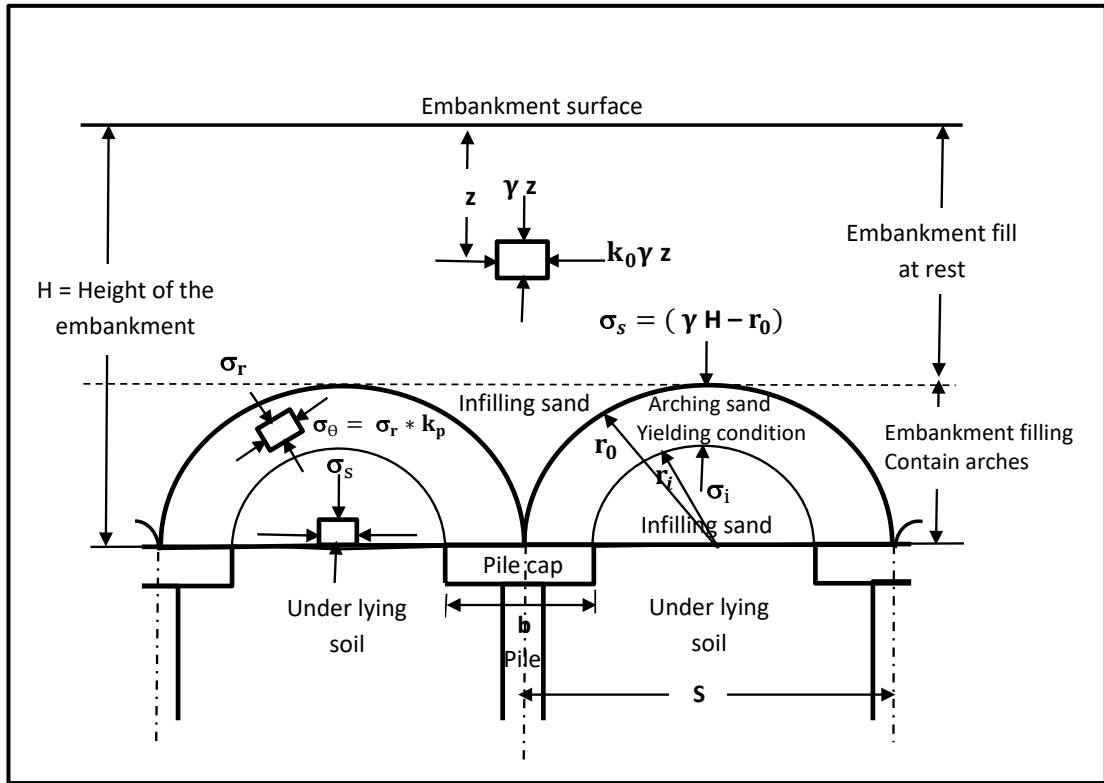 Embankment surface
γ z
z
k₀γ z
Embankment fill
at rest
H = Height of the
embankment
σₛ = ( γ H − r₀)
σᵣ
Infilling sand
Arching sand
Yielding condition
σ_θ = σᵣ * kₚ
r₀
rᵢ
Embankment filling
Contain arches
σₛ
σᵢ
Infilling sand
Pile cap
Under lying
soil
b
Pile
Under lying
soil
S